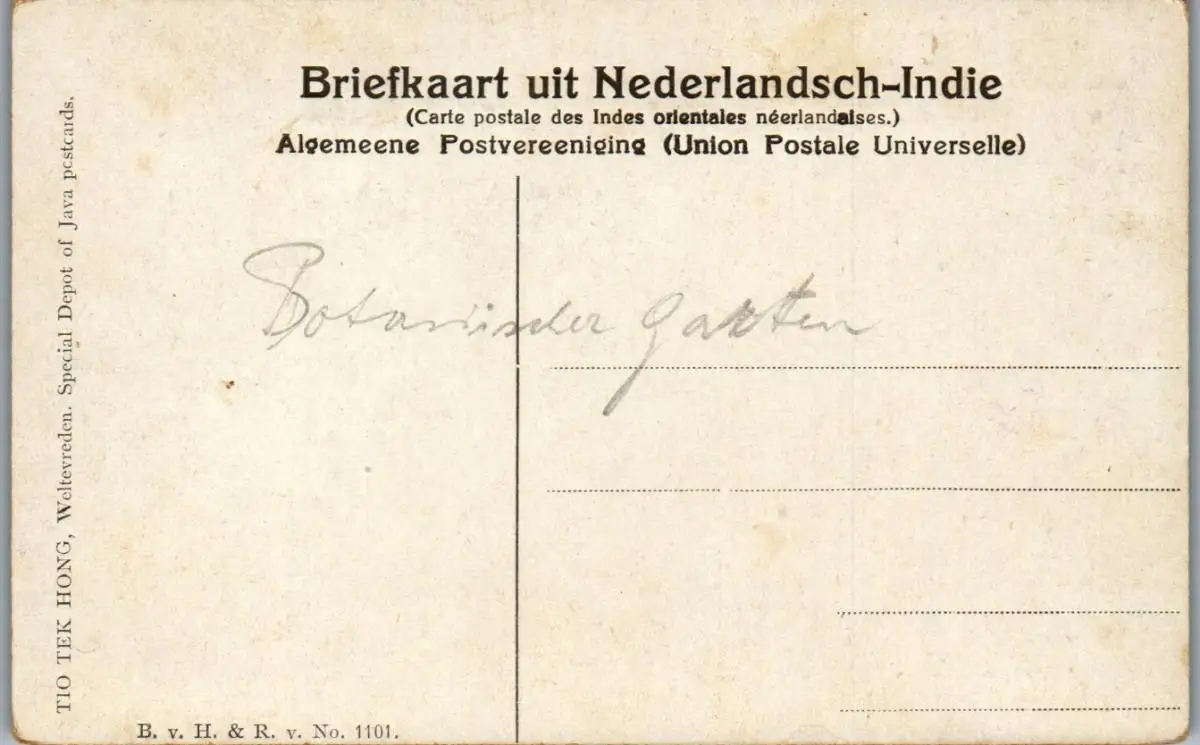 Briefkaart uit Nederlandsch-Indie
(Carte postale des Indes orientales néerlandaises.)
Algemeene Postvereeniging (Union Postale Universelle)
Botanischer Garten
TIO TEK HONG, Weltevreden. Special Depot of Java postcards.
B. v. H. & R. v. No. 1101.